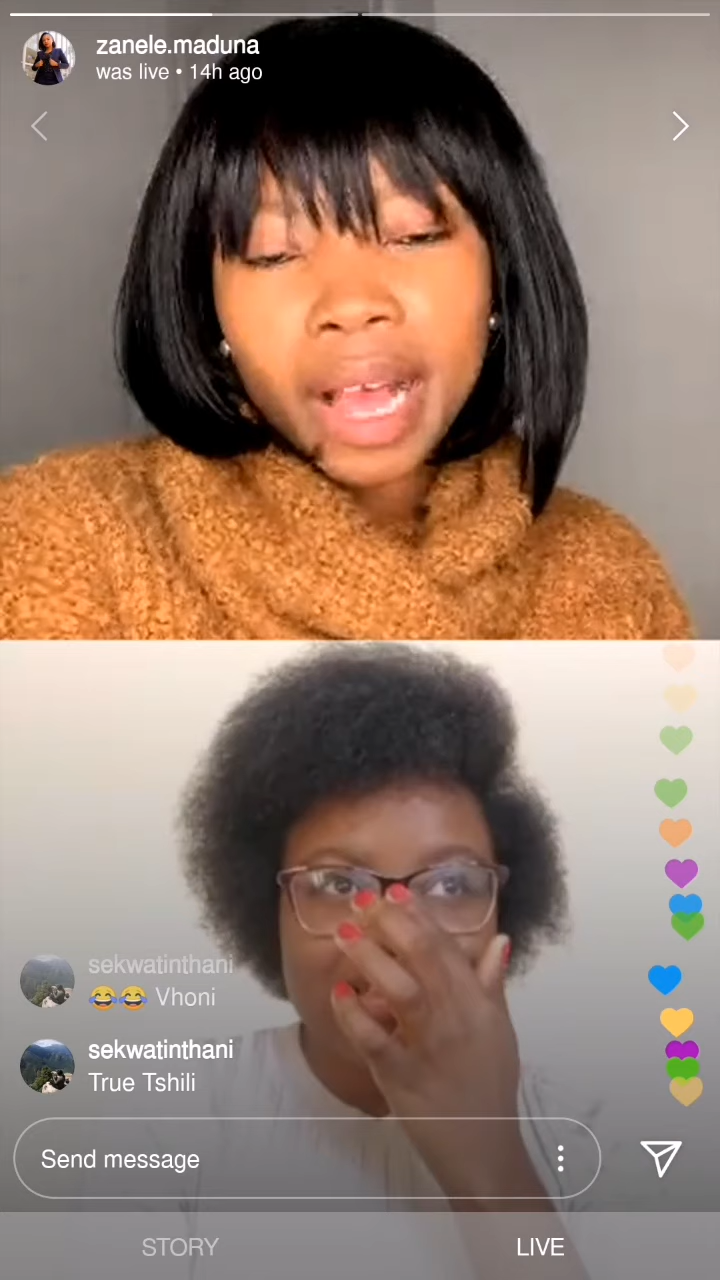 zanele.maduna
was live • 14h ago
sekwatinthani
😂😂 Vhoni
sekwatinthani
True Tshili
Send message
STORY
LIVE